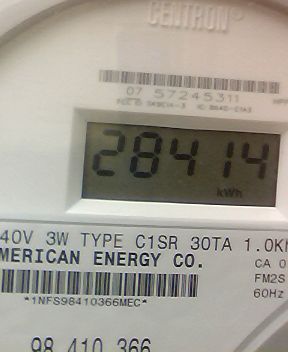 CENTRON®
07 57245311
28414
kWh
40V 3W TYPE C1SR 30TA 1.0K
MERICAN ENERGY CO. CA 0
FM2S
*1NFS98410366MEC* 60Hz
98 410 366